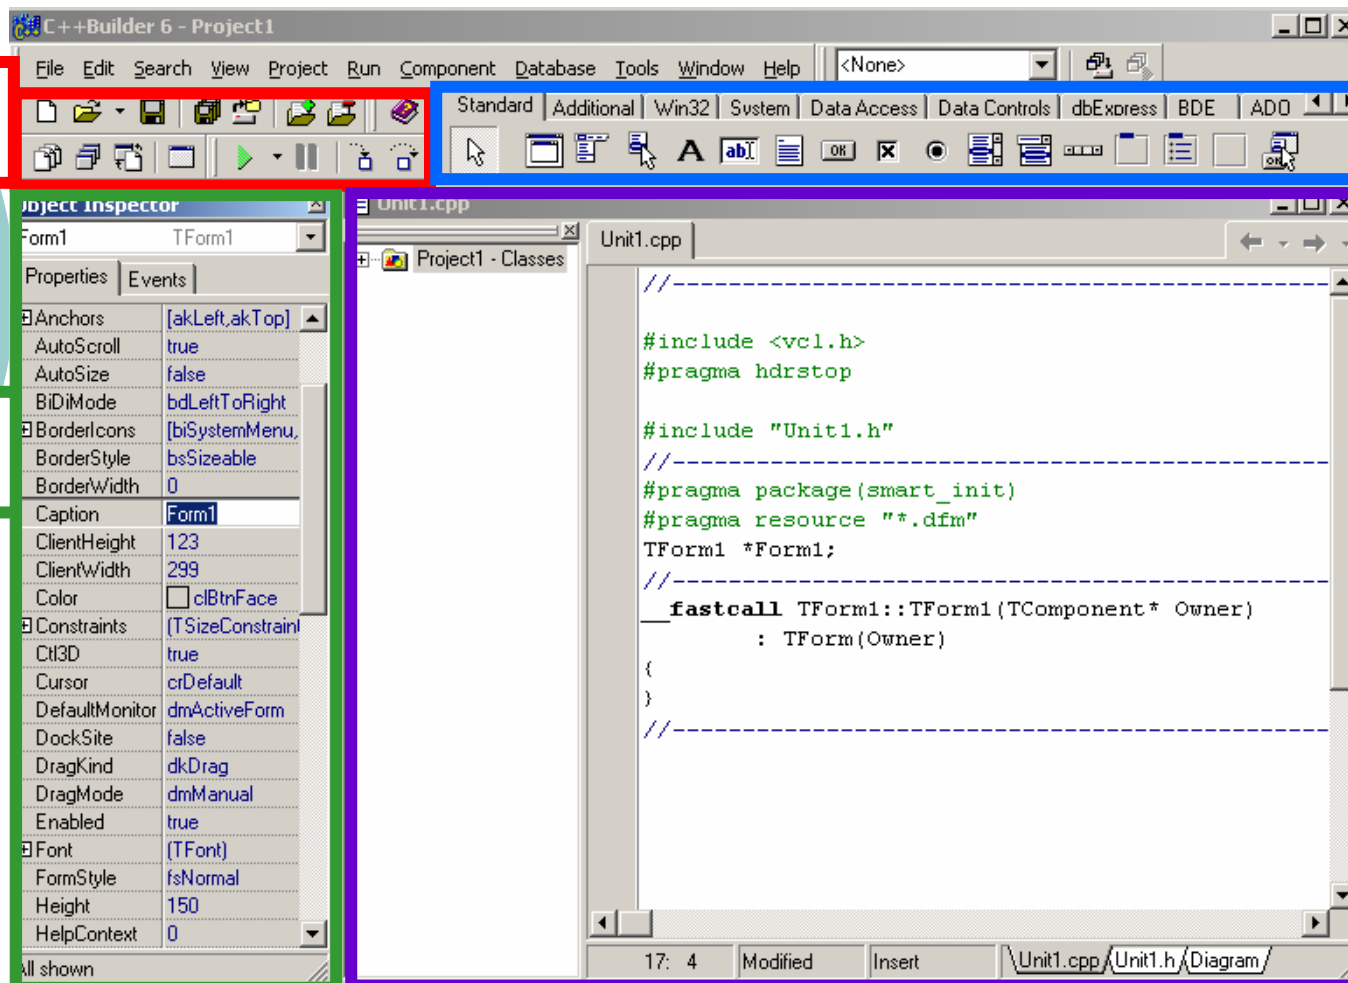 C++Builder 6 - Project1
File Edit Search View Project Run Component Database Tools Window Help <None>
Standard Additional Win32 System Data Access Data Controls dbExpress BDE ADO
A abI OK
OK
Object Inspector
Form1 TForm1
Properties Events
Anchors [akLeft,akTop]
AutoScroll true
AutoSize false
BiDiMode bdLeftToRight
BorderIcons [biSystemMenu,
BorderStyle bsSizeable
BorderWidth 0
Caption Form1
ClientHeight 123
ClientWidth 299
Color clBtnFace
Constraints (TSizeConstraint
Ctl3D true
Cursor crDefault
DefaultMonitor dmActiveForm
DockSite false
DragKind dkDrag
DragMode dmManual
Enabled true
Font (TFont)
FormStyle fsNormal
Height 150
HelpContext 0
All shown
Unit1.cpp
Project1 - Classes
Unit1.cpp
//---------------------------------------------
#include <vcl.h>
#pragma hdrstop
#include "Unit1.h"
//---------------------------------------------
#pragma package(smart_init)
#pragma resource "*.dfm"
TForm1 *Form1;
//---------------------------------------------
__fastcall TForm1::TForm1(TComponent* Owner)
: TForm(Owner)
{
}
//---------------------------------------------
17: 4 Modified Insert \Unit1.cpp/Unit1.h/Diagram/